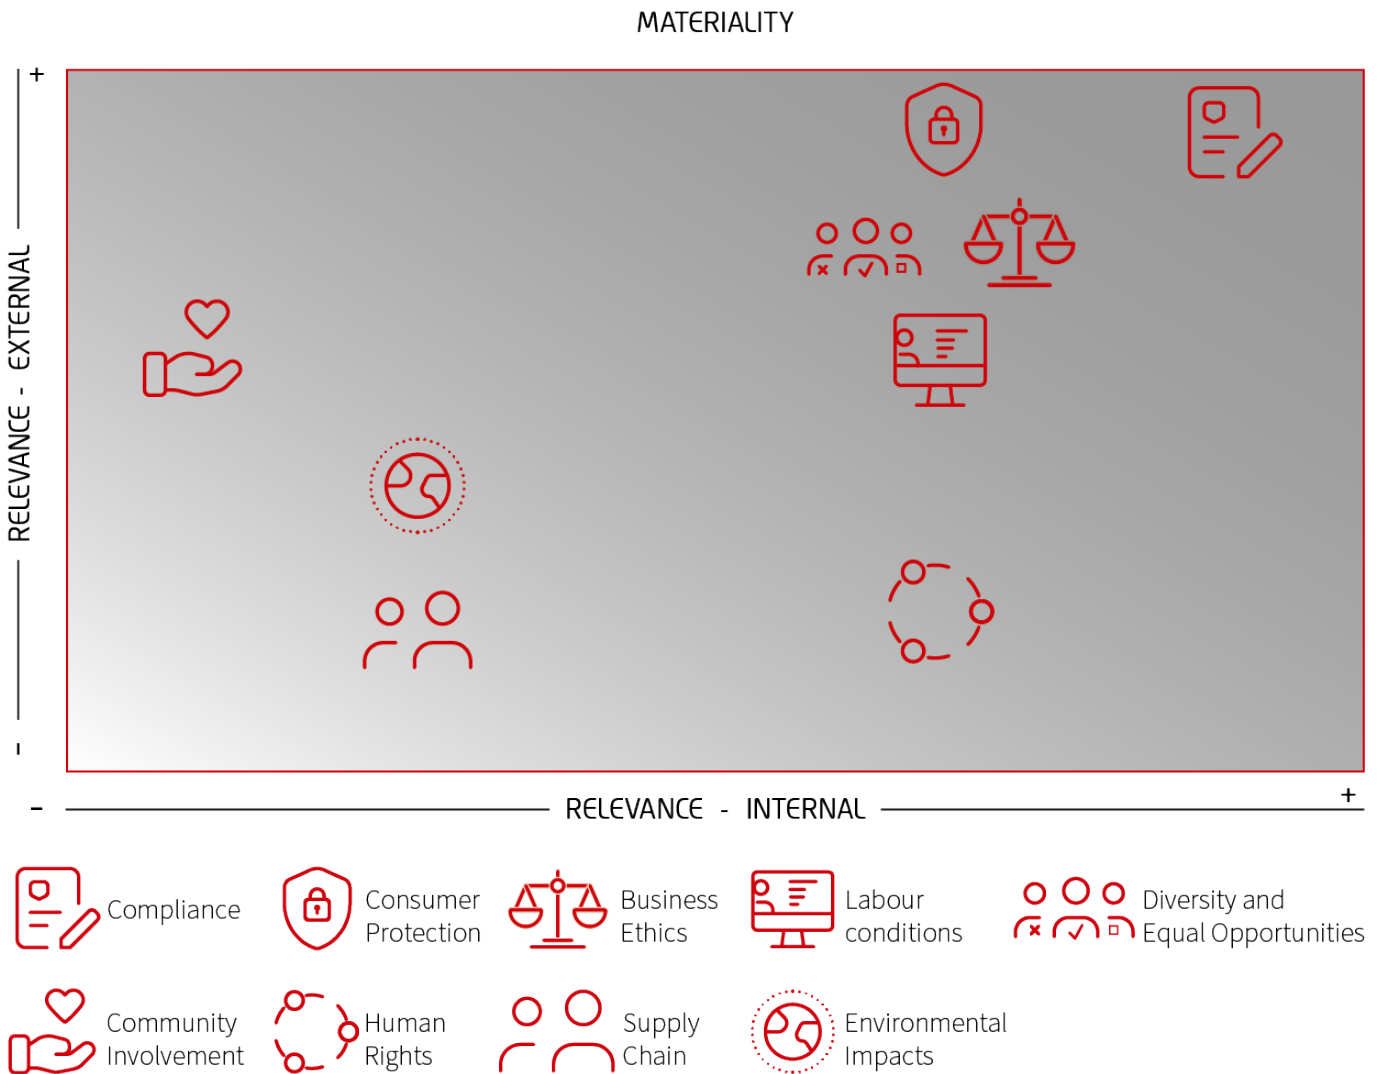 MATERIALITY
+
RELEVANCE - EXTERNAL
-
-
RELEVANCE - INTERNAL
+
Compliance
Consumer
Protection
Business
Ethics
Labour
conditions
Diversity and
Equal Opportunities
Community
Involvement
Human
Rights
Supply
Chain
Environmental
Impacts